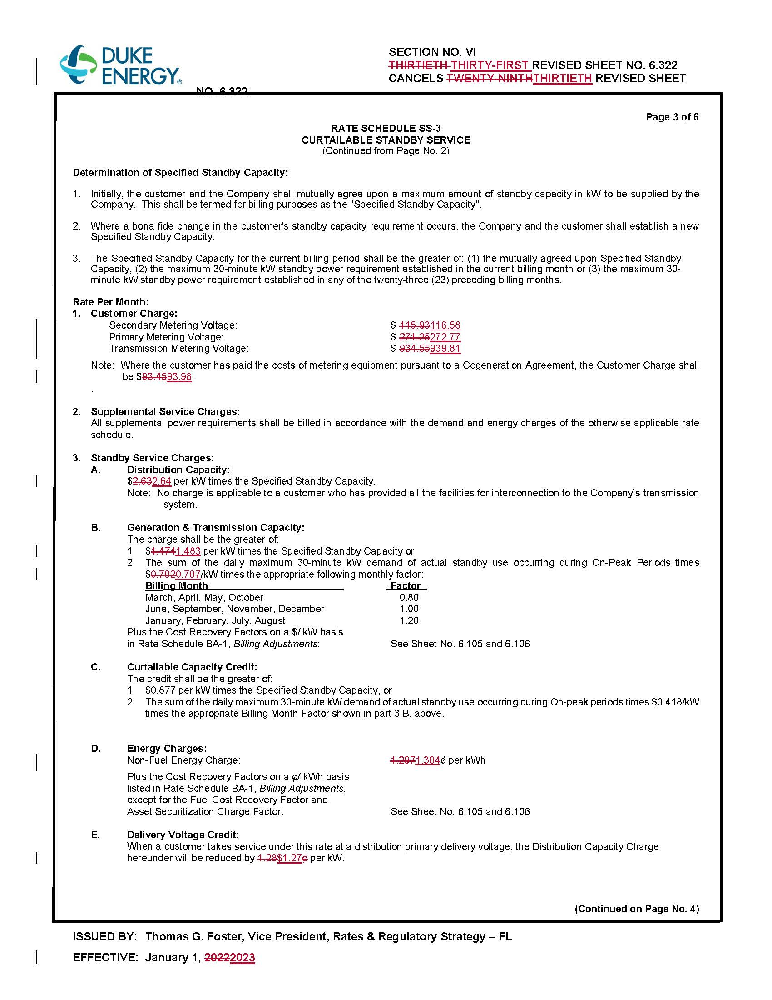 DUKE
ENERGY®
SECTION NO. VI
THIRTIETH THIRTY-FIRST REVISED SHEET NO. 6.322
CANCELS TWENTY-NINTHTHIRTIETH REVISED SHEET
NO. 6.322
Page 3 of 6
RATE SCHEDULE SS-3
CURTAILABLE STANDBY SERVICE
(Continued from Page No. 2)
Determination of Specified Standby Capacity:
1. Initially, the customer and the Company shall mutually agree upon a maximum amount of standby capacity in kW to be supplied by the
Company. This shall be termed for billing purposes as the "Specified Standby Capacity".
2. Where a bona fide change in the customer's standby capacity requirement occurs, the Company and the customer shall establish a new
Specified Standby Capacity.
3. The Specified Standby Capacity for the current billing period shall be the greater of: (1) the mutually agreed upon Specified Standby
Capacity, (2) the maximum 30-minute kW standby power requirement established in the current billing month or (3) the maximum 30-
minute kW standby power requirement established in any of the twenty-three (23) preceding billing months.
Rate Per Month:
1. Customer Charge:
Secondary Metering Voltage: $ 115.93116.58
Primary Metering Voltage: $ 271.25272.77
Transmission Metering Voltage: $ 934.55939.81
Note: Where the customer has paid the costs of metering equipment pursuant to a Cogeneration Agreement, the Customer Charge shall
be $93.4593.98.
.
2. Supplemental Service Charges:
All supplemental power requirements shall be billed in accordance with the demand and energy charges of the otherwise applicable rate
schedule.
3. Standby Service Charges:
A. Distribution Capacity:
$2.632.64 per kW times the Specified Standby Capacity.
Note: No charge is applicable to a customer who has provided all the facilities for interconnection to the Company's transmission
system.
B. Generation & Transmission Capacity:
The charge shall be the greater of:
1. $1.4741.483 per kW times the Specified Standby Capacity or
2. The sum of the daily maximum 30-minute kW demand of actual standby use occurring during On-Peak Periods times
$0.7020.707/kW times the appropriate following monthly factor:
Billing Month Factor
March, April, May, October 0.80
June, September, November, December 1.00
January, February, July, August 1.20
Plus the Cost Recovery Factors on a $/ kW basis
in Rate Schedule BA-1, Billing Adjustments: See Sheet No. 6.105 and 6.106
C. Curtailable Capacity Credit:
The credit shall be the greater of:
1. $0.877 per kW times the Specified Standby Capacity, or
2. The sum of the daily maximum 30-minute kW demand of actual standby use occurring during On-peak periods times $0.418/kW
times the appropriate Billing Month Factor shown in part 3.B. above.
D. Energy Charges:
Non-Fuel Energy Charge: 1.2971.304¢ per kWh
Plus the Cost Recovery Factors on a ¢/ kWh basis
listed in Rate Schedule BA-1, Billing Adjustments,
except for the Fuel Cost Recovery Factor and
Asset Securitization Charge Factor: See Sheet No. 6.105 and 6.106
E. Delivery Voltage Credit:
When a customer takes service under this rate at a distribution primary delivery voltage, the Distribution Capacity Charge
hereunder will be reduced by 1.28$1.27¢ per kW.
(Continued on Page No. 4)
ISSUED BY: Thomas G. Foster, Vice President, Rates & Regulatory Strategy – FL
EFFECTIVE: January 1, 20222023